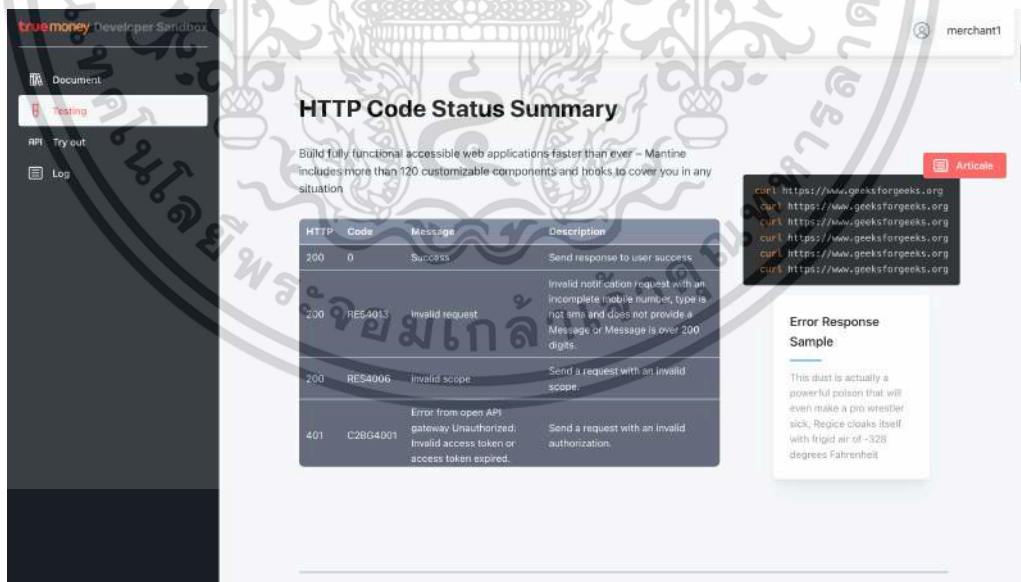 truemoney Developer Sandbox
merchant1
Document
Testing
API Try out
Log
HTTP Code Status Summary
Build fully functional accessible web applications faster than ever – Mantine
includes more than 120 customizable components and hooks to cover you in any
situation
Articale
curl https://www.geeksforgeeks.org
curl https://www.geeksforgeeks.org
curl https://www.geeksforgeeks.org
curl https://www.geeksforgeeks.org
curl https://www.geeksforgeeks.org
curl https://www.geeksforgeeks.org
HTTP Code Message Description
200 0 Success Send response to user success
200 RES4013 Invalid request
Invalid notification request with an
incomplete mobile number, type is
not sms and does not provide a
Message or Message is over 200
digits.
200 RES4006 Invalid scope
Send a request with an invalid
scope.
401 C2BG4001
Error from open API
gateway Unauthorized:
Invalid access token or
access token expired.
Send a request with an invalid
authorization.
Error Response
Sample
This dust is actually a
powerful poison that will
even make a pro wrestler
sick, Regice cloaks itself
with frigid air of -328
degrees Fahrenheit